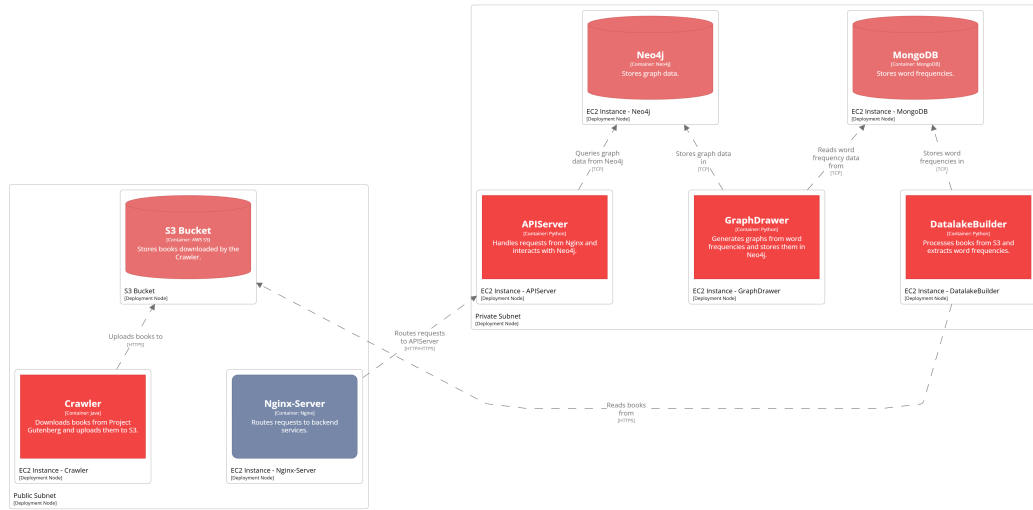 Neo4j
[Container: Neo4j]
Stores graph data.
EC2 Instance - Neo4j
[Deployment Node]
MongoDB
[Container: MongoDB]
Stores word frequencies.
EC2 Instance - MongoDB
[Deployment Node]
Queries graph
data from Neo4j
[TCP]
Stores graph data
in
[TCP]
Reads word
frequency data
from
[TCP]
Stores word
frequencies in
[TCP]
APIServer
[Container: Python]
Handles requests from Nginx and
interacts with Neo4j.
EC2 Instance - APIServer
[Deployment Node]
GraphDrawer
[Container: Python]
Generates graphs from word
frequencies and stores them in
Neo4j.
EC2 Instance - GraphDrawer
[Deployment Node]
DatalakeBuilder
[Container: Python]
Processes books from S3 and
extracts word frequencies.
EC2 Instance - DatalakeBuilder
[Deployment Node]
Private Subnet
[Deployment Node]
S3 Bucket
[Container: AWS S3]
Stores books downloaded by the
Crawler.
S3 Bucket
[Deployment Node]
Uploads books to
[HTTPS]
Routes requests
to APIServer
[HTTP/HTTPS]
Reads books
from
[HTTPS]
Crawler
[Container: Java]
Downloads books from Project
Gutenberg and uploads them to S3.
EC2 Instance - Crawler
[Deployment Node]
Nginx-Server
[Container: Nginx]
Routes requests to backend
services.
EC2 Instance - Nginx-Server
[Deployment Node]
Public Subnet
[Deployment Node]